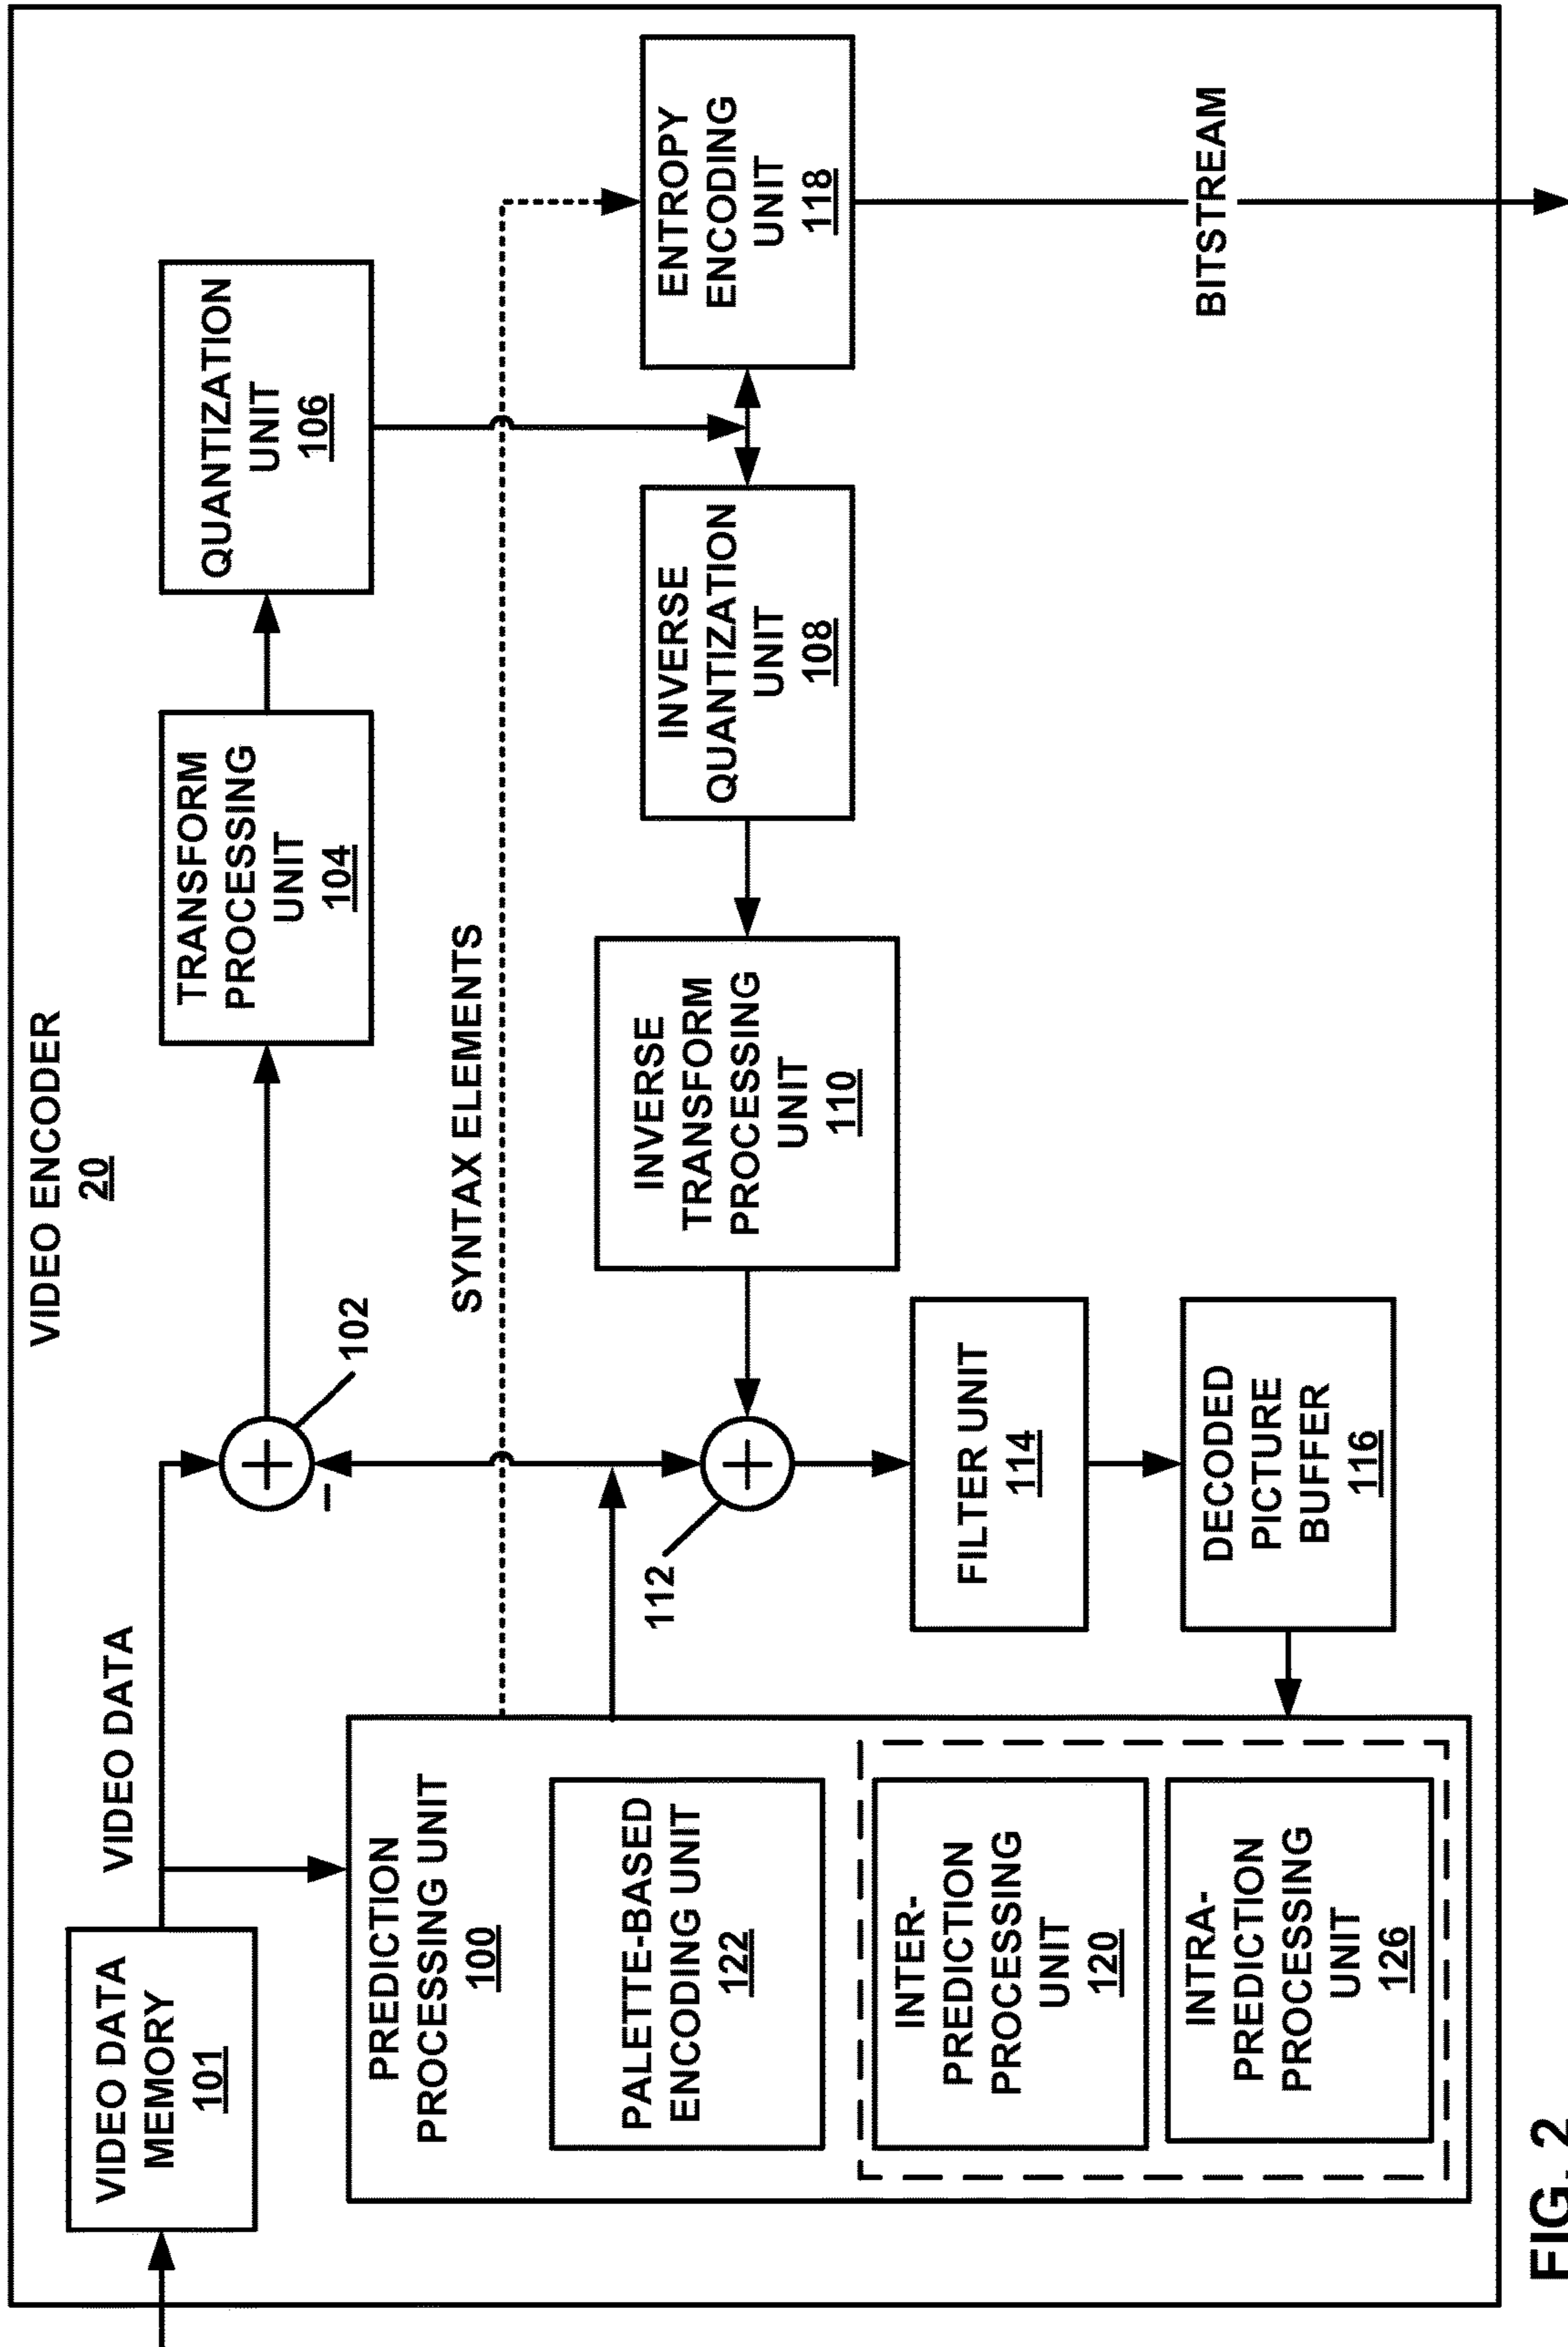 VIDEO ENCODER
20
VIDEO DATA
MEMORY
101
VIDEO DATA
102
TRANSFORM
PROCESSING
UNIT
104
QUANTIZATION
UNIT
106
SYNTAX ELEMENTS
PREDICTION
PROCESSING UNIT
100
PALETTE-BASED
ENCODING UNIT
122
INTER-
PREDICTION
PROCESSING
UNIT
120
INTRA-
PREDICTION
PROCESSING
UNIT
126
112
INVERSE
TRANSFORM
PROCESSING
UNIT
110
INVERSE
QUANTIZATION
UNIT
108
ENTROPY
ENCODING
UNIT
118
FILTER UNIT
114
DECODED
PICTURE
BUFFER
116
BITSTREAM
FIG. 2